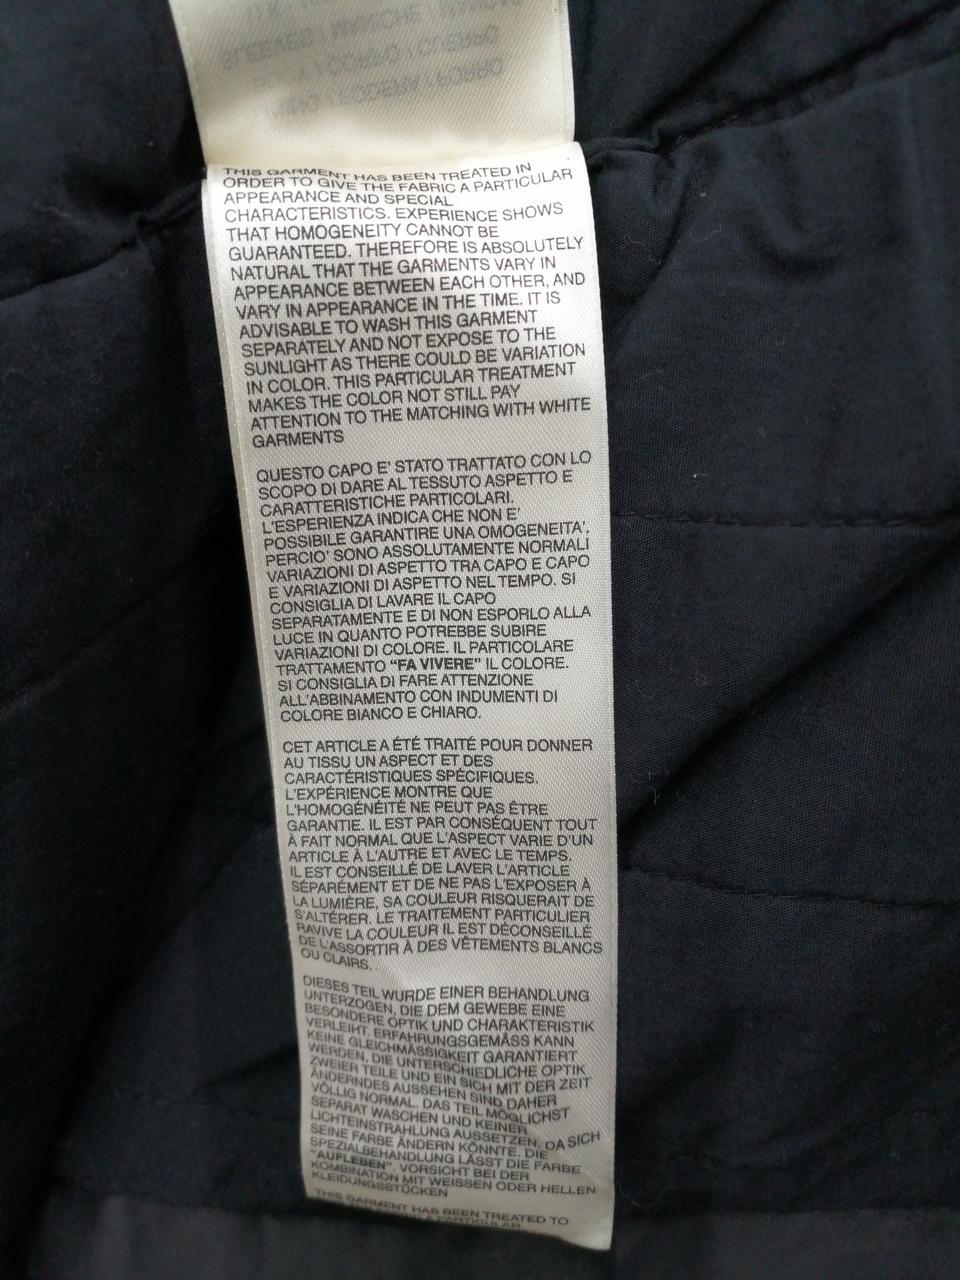 SLEEVES / MANCHE / MANGAS
/ CORPO / CUERPO
/ FODERA / FORRO
THIS GARMENT HAS BEEN TREATED IN
ORDER TO GIVE THE FABRIC A PARTICULAR
APPEARANCE AND SPECIAL
CHARACTERISTICS. EXPERIENCE SHOWS
THAT HOMOGENEITY CANNOT BE
GUARANTEED. THEREFORE IS ABSOLUTELY
NATURAL THAT THE GARMENTS VARY IN
APPEARANCE BETWEEN EACH OTHER, AND
VARY IN APPEARANCE IN THE TIME. IT IS
ADVISABLE TO WASH THIS GARMENT
SEPARATELY AND NOT EXPOSE TO THE
SUNLIGHT AS THERE COULD BE VARIATION
IN COLOR. THIS PARTICULAR TREATMENT
MAKES THE COLOR NOT STILL PAY
ATTENTION TO THE MATCHING WITH WHITE
GARMENTS
QUESTO CAPO E' STATO TRATTATO CON LO
SCOPO DI DARE AL TESSUTO ASPETTO E
CARATTERISTICHE PARTICOLARI.
L'ESPERIENZA INDICA CHE NON E'
POSSIBILE GARANTIRE UNA OMOGENEITA'.
PERCIO' SONO ASSOLUTAMENTE NORMALI
VARIAZIONI DI ASPETTO TRA CAPO E CAPO
E VARIAZIONI DI ASPETTO NEL TEMPO. SI
CONSIGLIA DI LAVARE IL CAPO
SEPARATAMENTE E DI NON ESPORLO ALLA
LUCE IN QUANTO POTREBBE SUBIRE
VARIAZIONI DI COLORE. IL PARTICOLARE
TRATTAMENTO “FA VIVERE” IL COLORE.
SI CONSIGLIA DI FARE ATTENZIONE
ALL'ABBINAMENTO CON INDUMENTI DI
COLORE BIANCO E CHIARO.
CET ARTICLE A ÉTÉ TRAITÉ POUR DONNER
AU TISSU UN ASPECT ET DES
CARACTÉRISTIQUES SPÉCIFIQUES.
L'EXPÉRIENCE MONTRE QUE
L'HOMOGÉNÉITÉ NE PEUT PAS ÊTRE
GARANTIE. IL EST PAR CONSÉQUENT TOUT
À FAIT NORMAL QUE L'ASPECT VARIE D'UN
ARTICLE À L'AUTRE ET AVEC LE TEMPS.
IL EST CONSEILLÉ DE LAVER L'ARTICLE
SÉPARÉMENT ET DE NE PAS L'EXPOSER À
LA LUMIÈRE, SA COULEUR RISQUERAIT DE
S'ALTÉRER. LE TRAITEMENT PARTICULIER
RAVIVE LA COULEUR IL EST DÉCONSEILLÉ
DE L'ASSORTIR À DES VÊTEMENTS BLANCS
OU CLAIRS.
DIESES TEIL WURDE EINER BEHANDLUNG
UNTERZOGEN, DIE DEM GEWEBE EINE
BESONDERE OPTIK UND CHARAKTERISTIK
VERLEIHT. ERFAHRUNGSGEMÄSS KANN
KEINE GLEICHMÄSSIGKEIT GARANTIERT
WERDEN, DIE UNTERSCHIEDLICHE OPTIK
ZWEIER TEILE UND EIN SICH MIT DER ZEIT
ÄNDERNDES AUSSEHEN SIND DAHER
VÖLLIG NORMAL. DAS TEIL MÖGLICHST
SEPARAT WASCHEN UND KEINER
LICHTEINSTRAHLUNG AUSSETZEN, DA SICH
SEINE FARBE ÄNDERN KÖNNTE. DIE
SPEZIALBEHANDLUNG LÄSST DIE FARBE
“AUFLEBEN”. VORSICHT BEI DER
KOMBINATION MIT WEISSEN ODER HELLEN
KLEIDUNGSSTÜCKEN
THIS GARMENT HAS BEEN TREATED TO
A PARTICULAR